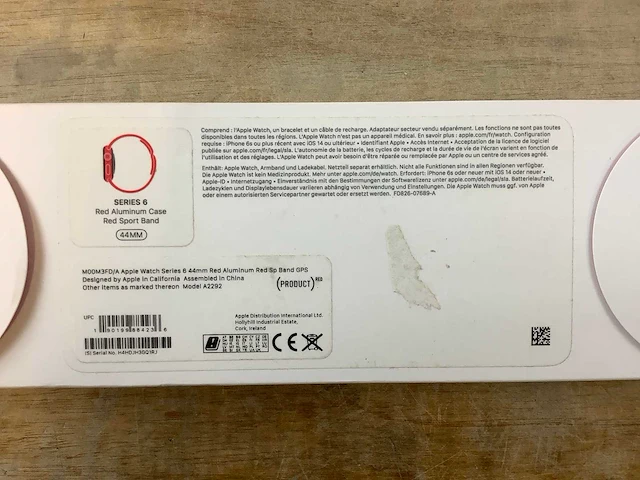 SERIES 6
Red Aluminum Case
Red Sport Band
44MM
Comprend : l'Apple Watch, un bracelet et un câble de recharge. Adaptateur secteur vendu séparément. Les fonctions ne sont pas toutes
disponibles dans toutes les régions. L'Apple Watch n'est pas un appareil médical. En savoir plus : apple.com/fr/watch. Configuration
requise : iPhone 6s ou plus récent avec iOS 14 ou ultérieur • Identifiant Apple • Accès Internet • Acceptation de la licence de logiciel
publiée sur apple.com/fr/legal/sla. L'autonomie de la batterie, les cycles de recharge et la durée de vie de l'écran varient en fonction de
l'utilisation et des réglages. L'Apple Watch peut avoir besoin d'être réparée ou remplacée par Apple ou un centre de services agréé.
Enthält: Apple Watch, Armband und Ladekabel. Netzteil separat erhältlich. Nicht alle Funktionen sind in allen Regionen verfügbar.
Die Apple Watch ist kein Medizinprodukt. Mehr unter apple.com/de/watch. Erfordert: iPhone 6s oder neuer mit iOS 14 oder neuer •
Apple-ID • Internetzugang • Einverständnis mit den Bestimmungen der Softwarelizenz unter apple.com/de/legal/sla. Batterielaufzeit,
Ladezyklen und Displaylebensdauer variieren abhängig von Verwendung und Einstellungen. Die Apple Watch muss ggf. von Apple
oder einem autorisierten Servicepartner gewartet oder ersetzt werden. FD826-07689-A
M00M3FD/A Apple Watch Series 6 44mm Red Aluminum Red Sp Band GPS
Designed by Apple in California Assembled in China
Other items as marked thereon Model A2292
(PRODUCT)RED
UPC
1 90199 88423 6
(S) Serial No. H4HDJH3GQ1RJ
Apple Distribution International Ltd.
Hollyhill Industrial Estate,
Cork, Ireland
CE